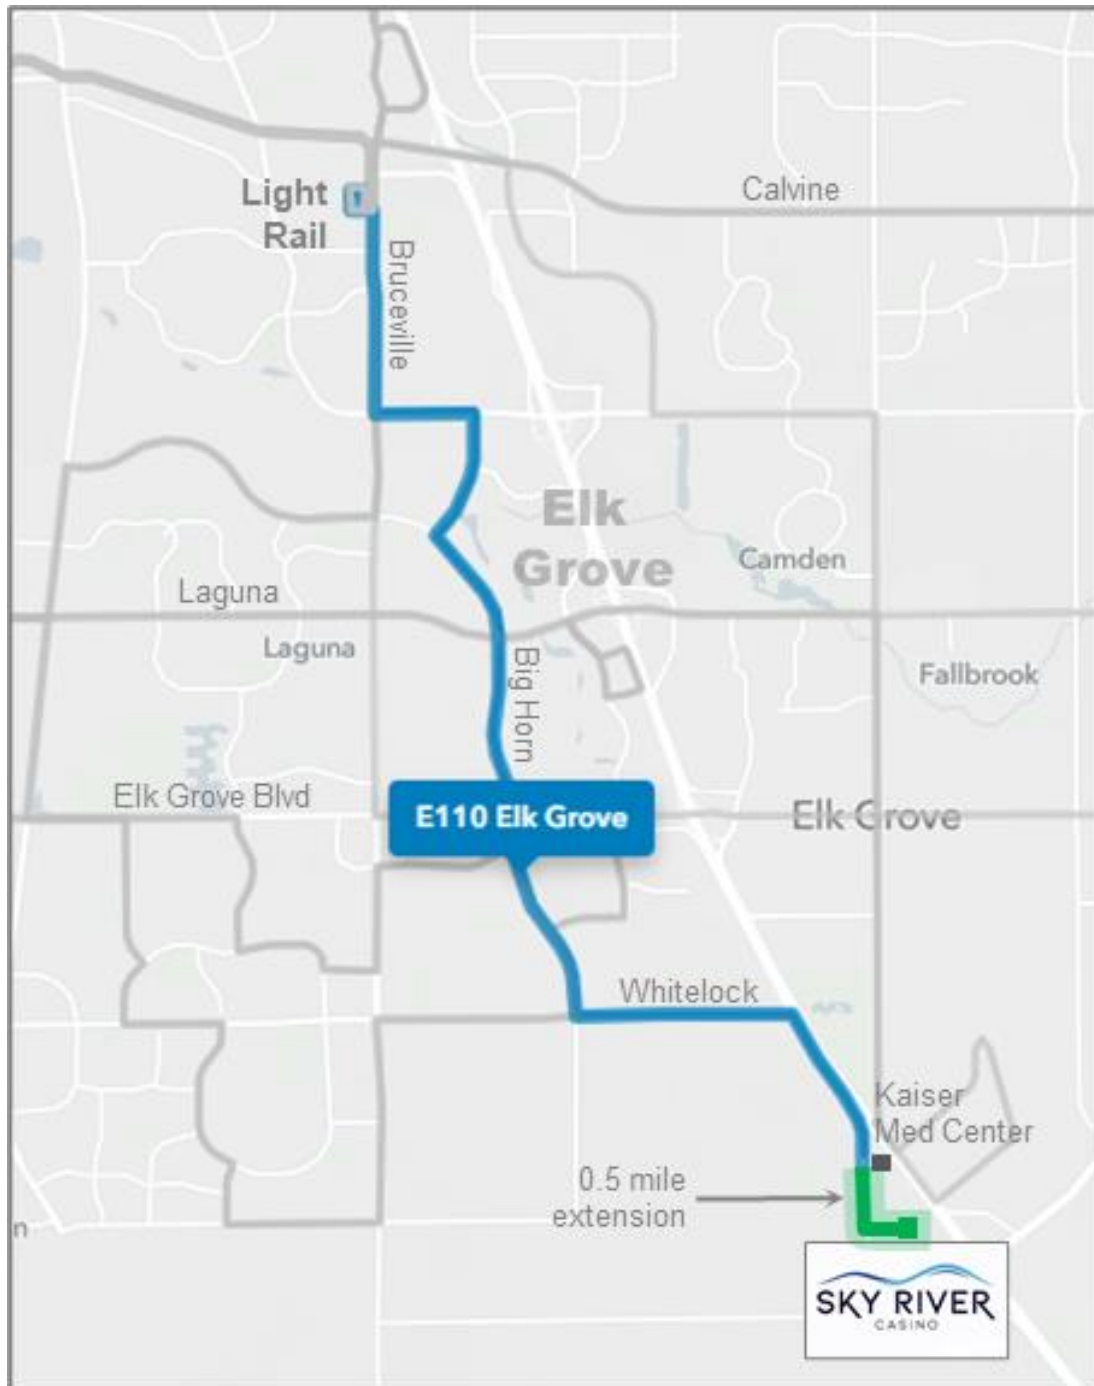 Calvine
Light
Rail
Bruceville
Elk
Grove
Camden
Laguna
Laguna
Big Horn
Fallbrook
Elk Grove Blvd
E110 Elk Grove
Elk Grove
Whitelock
Kaiser
Med Center
0.5 mile
extension
n
SKY RIVER
CASINO